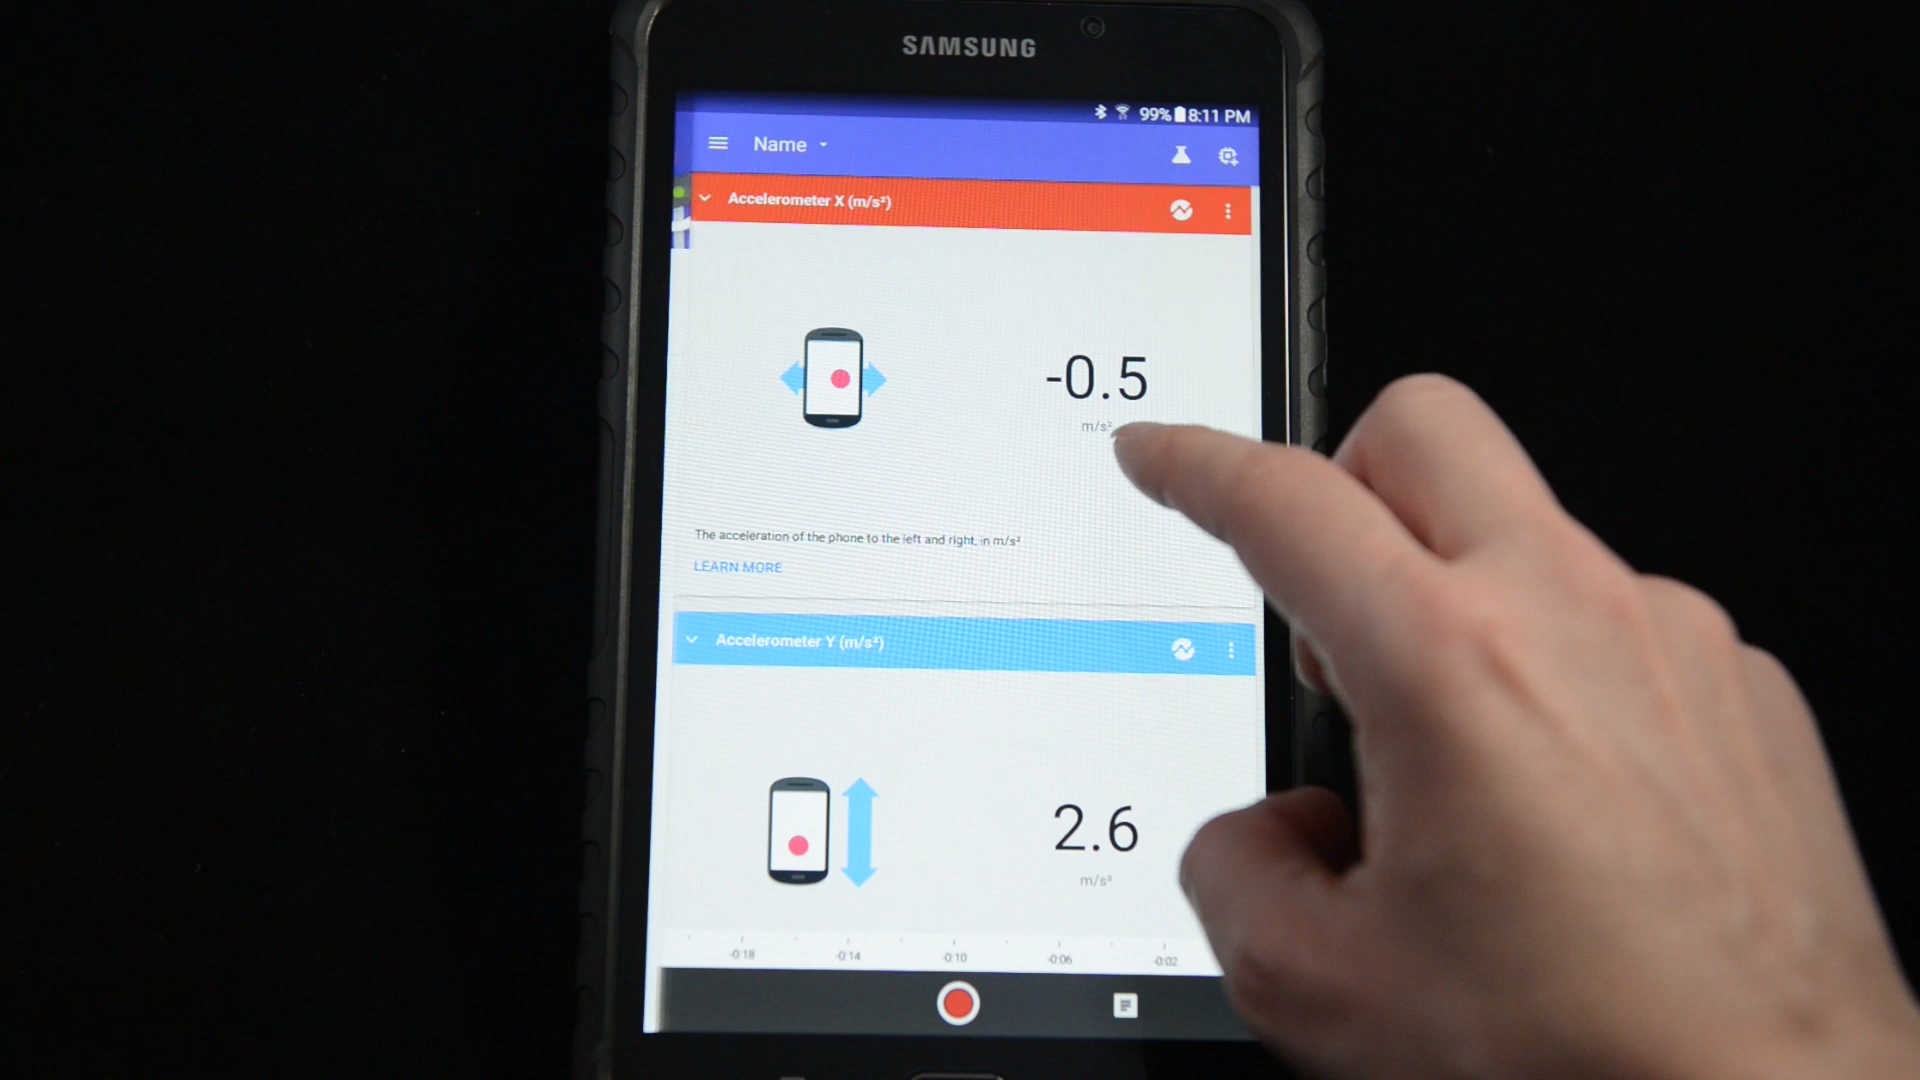 SAMSUNG
99% 8:11 PM
Name
Accelerometer X (m/s²)
-0.5
m/s²
The acceleration of the phone to the left and right, in m/s²
LEARN MORE
Accelerometer Y (m/s²)
2.6
m/s²
-0:18 -0:14 -0:10 -0:06 -0:02